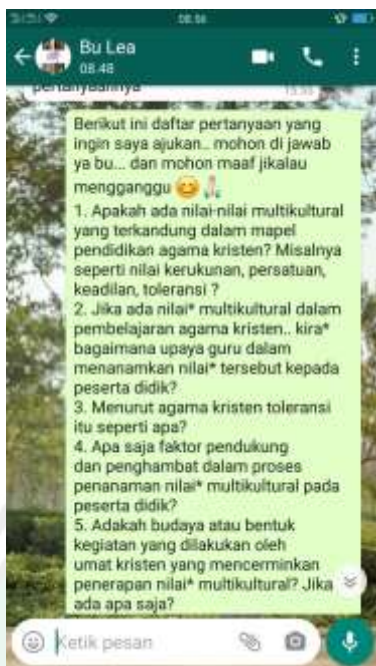 08.56
Bu Lea
08.48
pertanyaannya
Berikut ini daftar pertanyaan yang
ingin saya ajukan.. mohon di jawab
ya bu... dan mohon maaf jikalau
mengganggu 😊🙏
1. Apakah ada nilai-nilai multikultural
yang terkandung dalam mapel
pendidikan agama kristen? Misalnya
seperti nilai kerukunan, persatuan,
keadilan, toleransi ?
2. Jika ada nilai* multikultural dalam
pembelajaran agama kristen.. kira*
bagaimana upaya guru dalam
menanamkan nilai* tersebut kepada
peserta didik?
3. Menurut agama kristen toleransi
itu seperti apa?
4. Apa saja faktor pendukung
dan penghambat dalam proses
penanaman nilai* multikultural pada
peserta didik?
5. Adakah budaya atau bentuk
kegiatan yang dilakukan oleh
umat kristen yang mencerminkan
penerapan nilai* multikultural? Jika
ada apa saja?
Ketik pesan